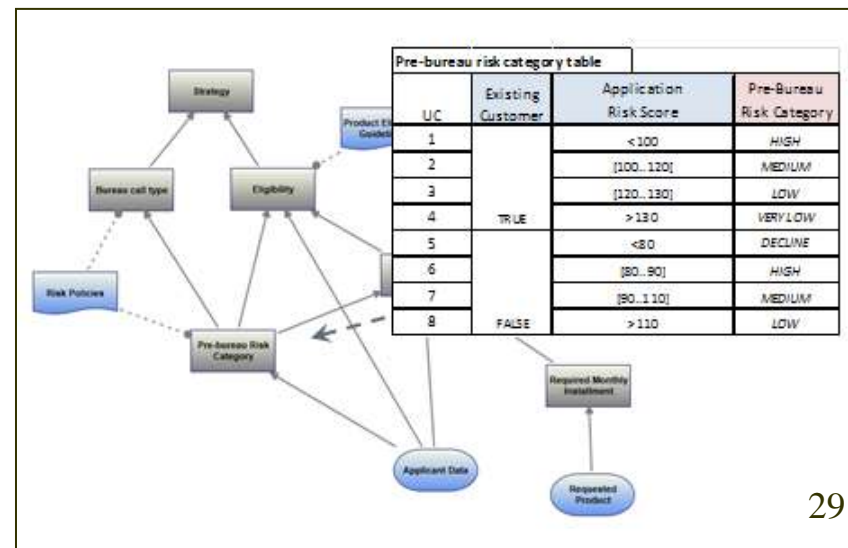 Pre-bureau risk category table
UC Existing Customer Application Risk Score Pre-Bureau Risk Category
1 <100 HIGH
2 [100..120] MEDIUM
3 [120..130] LOW
4 TRUE >130 VERY LOW
5 <80 DECLINE
6 [80..90] HIGH
7 [90..110] MEDIUM
8 FALSE >110 LOW
Strategy
Product
Bureau call type
Eligibility
Risk Policies
Pre-bureau Risk
Category
Required Monthly
Installment
Applicant Data
Requested
Product
29